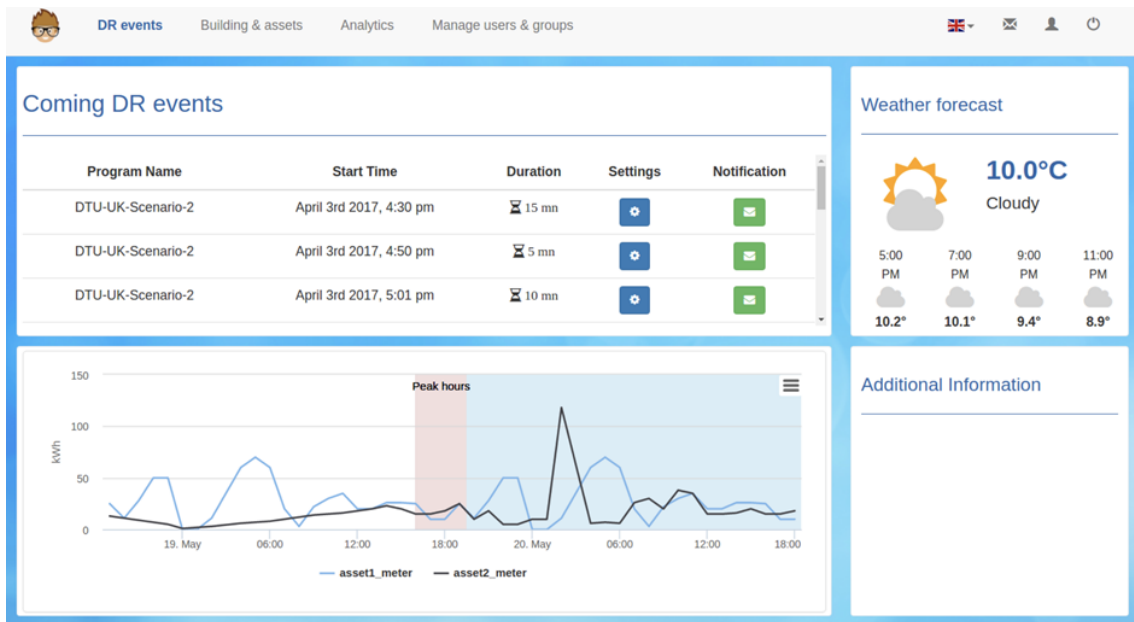 DR events Building & assets Analytics Manage users & groups
Coming DR events
Program Name Start Time Duration Settings Notification
DTU-UK-Scenario-2 April 3rd 2017, 4:30 pm 15 mn
DTU-UK-Scenario-2 April 3rd 2017, 4:50 pm 5 mn
DTU-UK-Scenario-2 April 3rd 2017, 5:01 pm 10 mn
Weather forecast
10.0°C
Cloudy
5:00 7:00 9:00 11:00
PM PM PM PM
10.2° 10.1° 9.4° 8.9°
150
Peak hours
100
kWh
50
0
19. May 06:00 12:00 18:00 20. May 06:00 12:00 18:00
asset1_meter asset2_meter
Additional Information